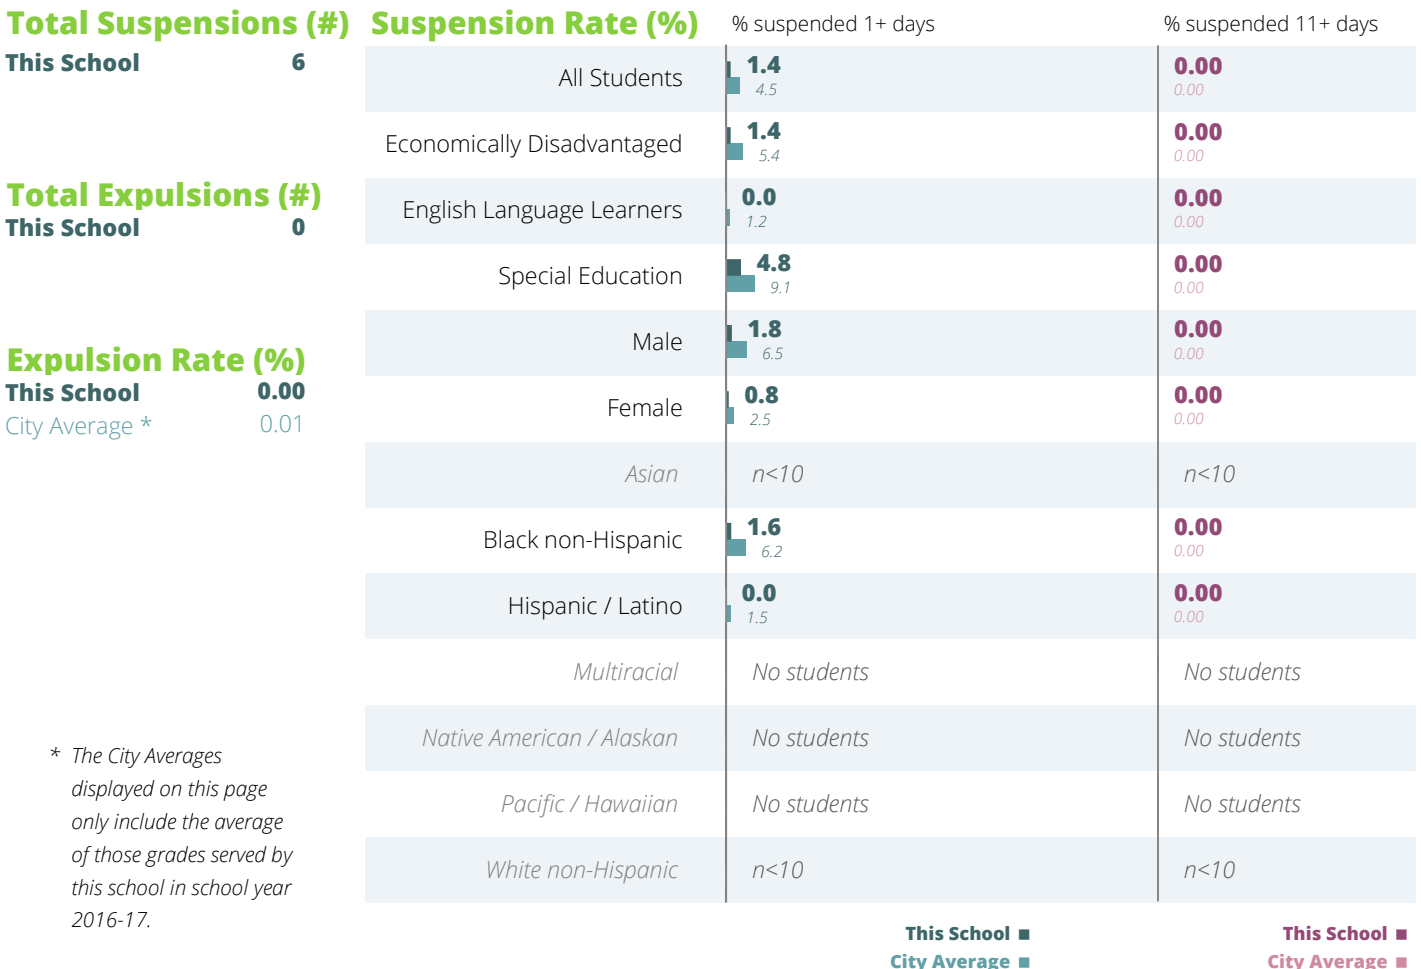 Total Suspensions (#)
This School 6
Total Expulsions (#)
This School 0
Expulsion Rate (%)
This School 0.00
City Average * 0.01
* The City Averages
displayed on this page
only include the average
of those grades served by
this school in school year
2016-17.
Suspension Rate (%) % suspended 1+ days % suspended 11+ days
All Students 1.4 0.00
4.5 0.00
Economically Disadvantaged 1.4 0.00
5.4 0.00
English Language Learners 0.0 0.00
1.2 0.00
Special Education 4.8 0.00
9.1 0.00
Male 1.8 0.00
6.5 0.00
Female 0.8 0.00
2.5 0.00
Asian n<10 n<10
Black non-Hispanic 1.6 0.00
6.2 0.00
Hispanic / Latino 0.0 0.00
1.5 0.00
Multiracial No students No students
Native American / Alaskan No students No students
Pacific / Hawaiian No students No students
White non-Hispanic n<10 n<10
This School This School
City Average City Average